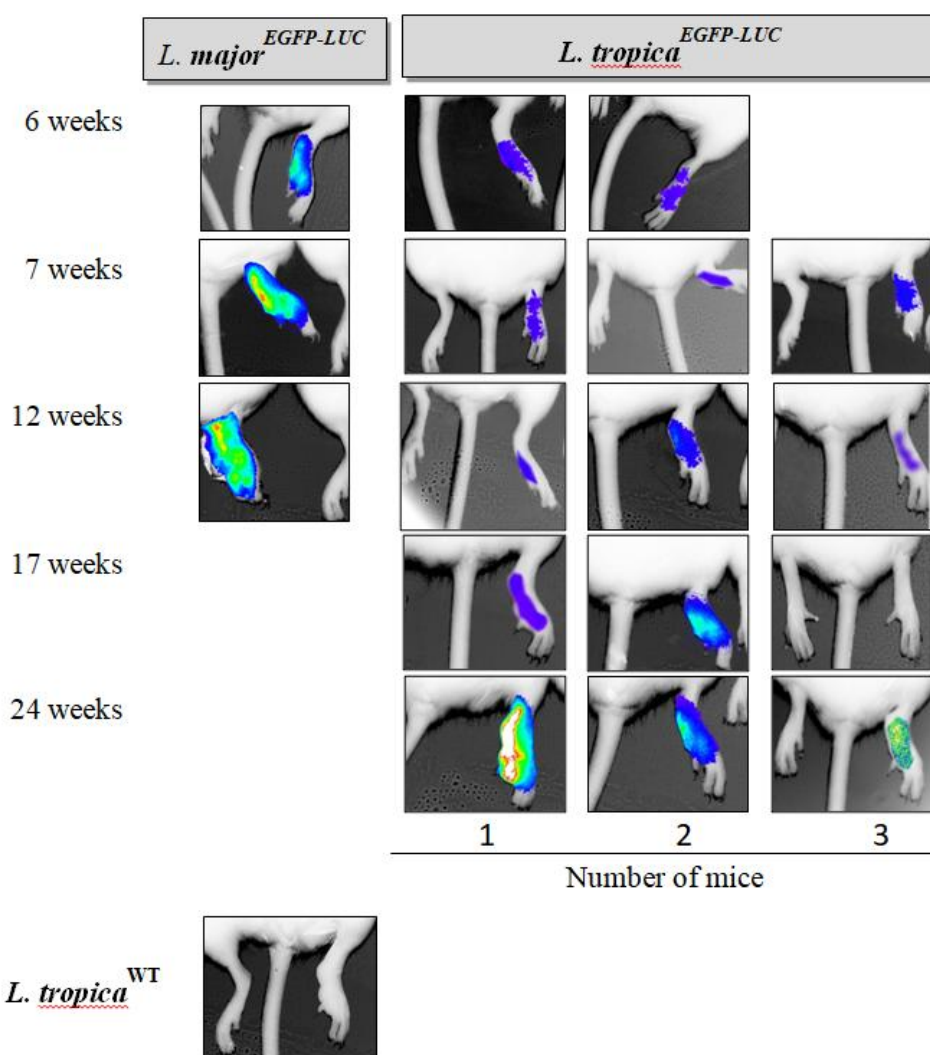 L. major EGFP-LUC
L. tropica EGFP-LUC
6 weeks
7 weeks
12 weeks
17 weeks
24 weeks
1 2 3
Number of mice
L. tropica WT